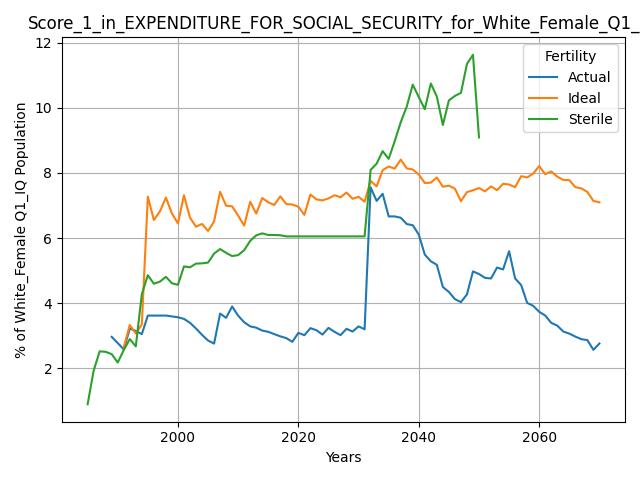 Score_1_in_EXPENDITURE_FOR_SOCIAL_SECURITY_for_White_Female_Q1_
12
10
8
6
4
2
% of White_Female Q1_IQ Population
Fertility
Actual
Ideal
Sterile
2000
2020
2040
2060
Years